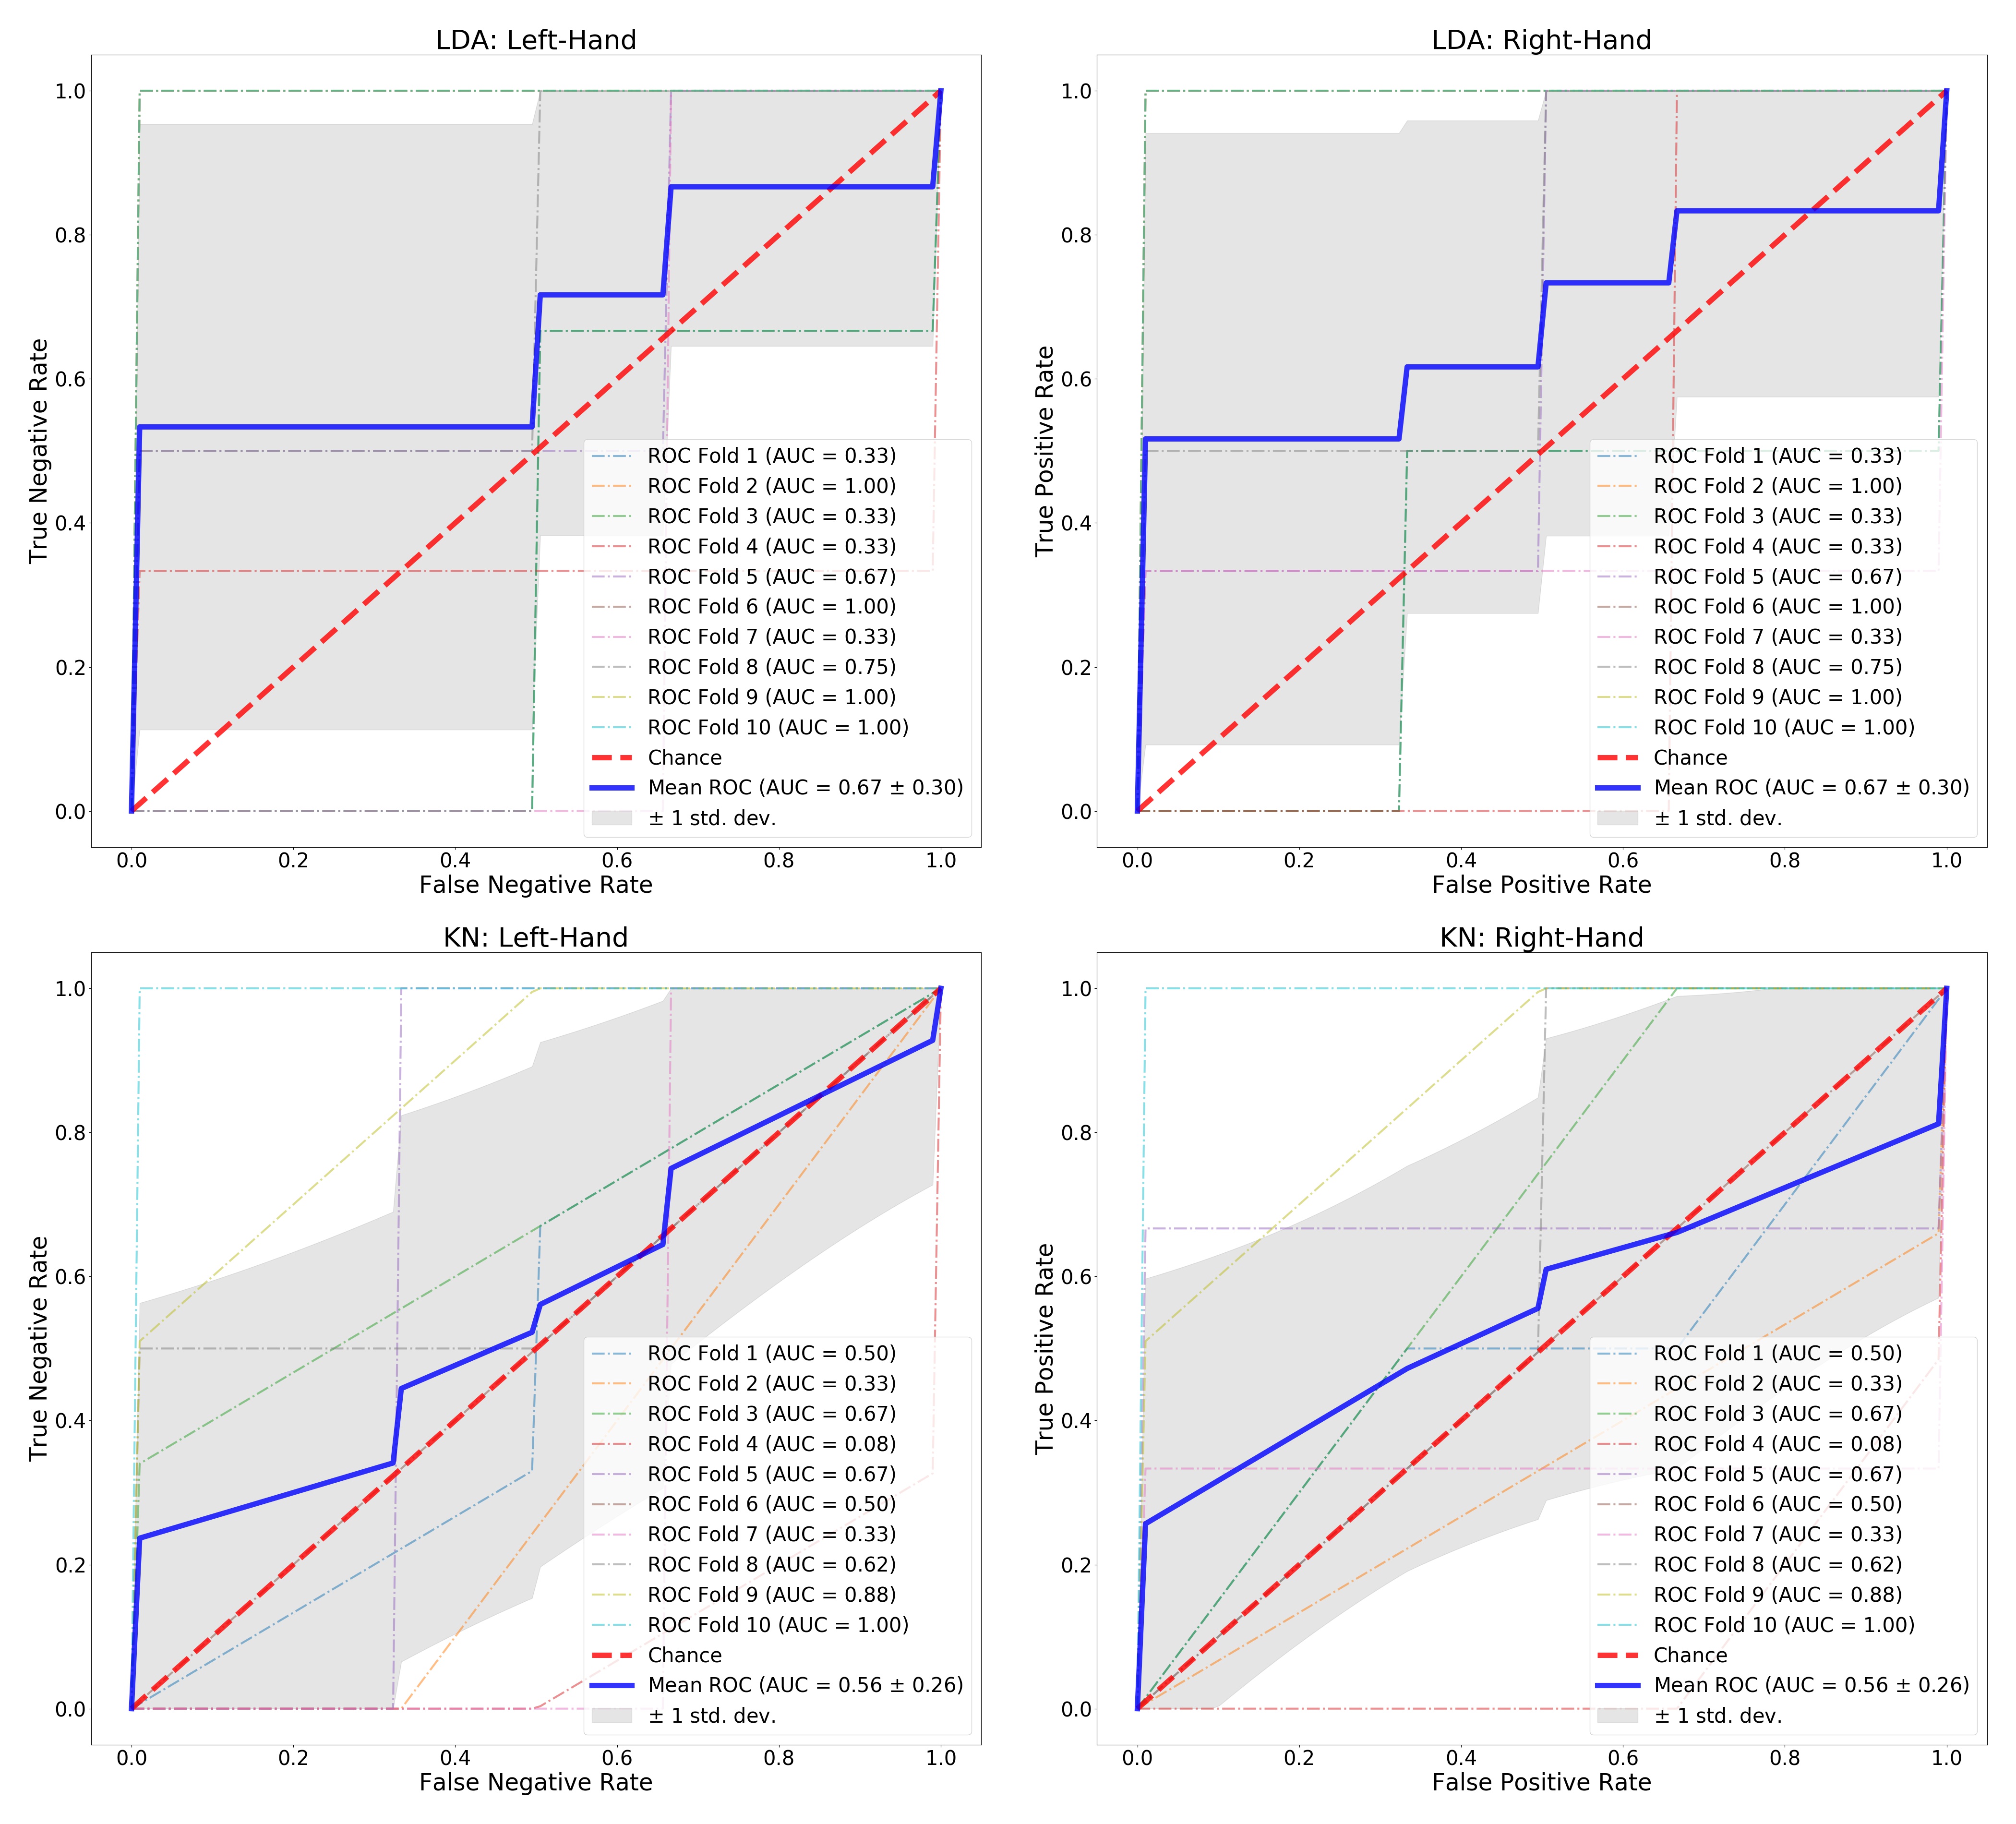 LDA: Left-Hand
True Negative Rate
1.0
0.8
0.6
0.4
0.2
0.0
ROC Fold 1 (AUC = 0.33)
ROC Fold 2 (AUC = 1.00)
ROC Fold 3 (AUC = 0.33)
ROC Fold 4 (AUC = 0.33)
ROC Fold 5 (AUC = 0.67)
ROC Fold 6 (AUC = 1.00)
ROC Fold 7 (AUC = 0.33)
ROC Fold 8 (AUC = 0.75)
ROC Fold 9 (AUC = 1.00)
ROC Fold 10 (AUC = 1.00)
Chance
Mean ROC (AUC = 0.67 ± 0.30)
± 1 std. dev.
0.0 0.2 0.4 0.6 0.8 1.0
False Negative Rate
LDA: Right-Hand
True Positive Rate
1.0
0.8
0.6
0.4
0.2
0.0
ROC Fold 1 (AUC = 0.33)
ROC Fold 2 (AUC = 1.00)
ROC Fold 3 (AUC = 0.33)
ROC Fold 4 (AUC = 0.33)
ROC Fold 5 (AUC = 0.67)
ROC Fold 6 (AUC = 1.00)
ROC Fold 7 (AUC = 0.33)
ROC Fold 8 (AUC = 0.75)
ROC Fold 9 (AUC = 1.00)
ROC Fold 10 (AUC = 1.00)
Chance
Mean ROC (AUC = 0.67 ± 0.30)
± 1 std. dev.
0.0 0.2 0.4 0.6 0.8 1.0
False Positive Rate
KN: Left-Hand
True Negative Rate
1.0
0.8
0.6
0.4
0.2
0.0
ROC Fold 1 (AUC = 0.50)
ROC Fold 2 (AUC = 0.33)
ROC Fold 3 (AUC = 0.67)
ROC Fold 4 (AUC = 0.08)
ROC Fold 5 (AUC = 0.67)
ROC Fold 6 (AUC = 0.50)
ROC Fold 7 (AUC = 0.33)
ROC Fold 8 (AUC = 0.62)
ROC Fold 9 (AUC = 0.88)
ROC Fold 10 (AUC = 1.00)
Chance
Mean ROC (AUC = 0.56 ± 0.26)
± 1 std. dev.
0.0 0.2 0.4 0.6 0.8 1.0
False Negative Rate
KN: Right-Hand
True Positive Rate
1.0
0.8
0.6
0.4
0.2
0.0
ROC Fold 1 (AUC = 0.50)
ROC Fold 2 (AUC = 0.33)
ROC Fold 3 (AUC = 0.67)
ROC Fold 4 (AUC = 0.08)
ROC Fold 5 (AUC = 0.67)
ROC Fold 6 (AUC = 0.50)
ROC Fold 7 (AUC = 0.33)
ROC Fold 8 (AUC = 0.62)
ROC Fold 9 (AUC = 0.88)
ROC Fold 10 (AUC = 1.00)
Chance
Mean ROC (AUC = 0.56 ± 0.26)
± 1 std. dev.
0.0 0.2 0.4 0.6 0.8 1.0
False Positive Rate